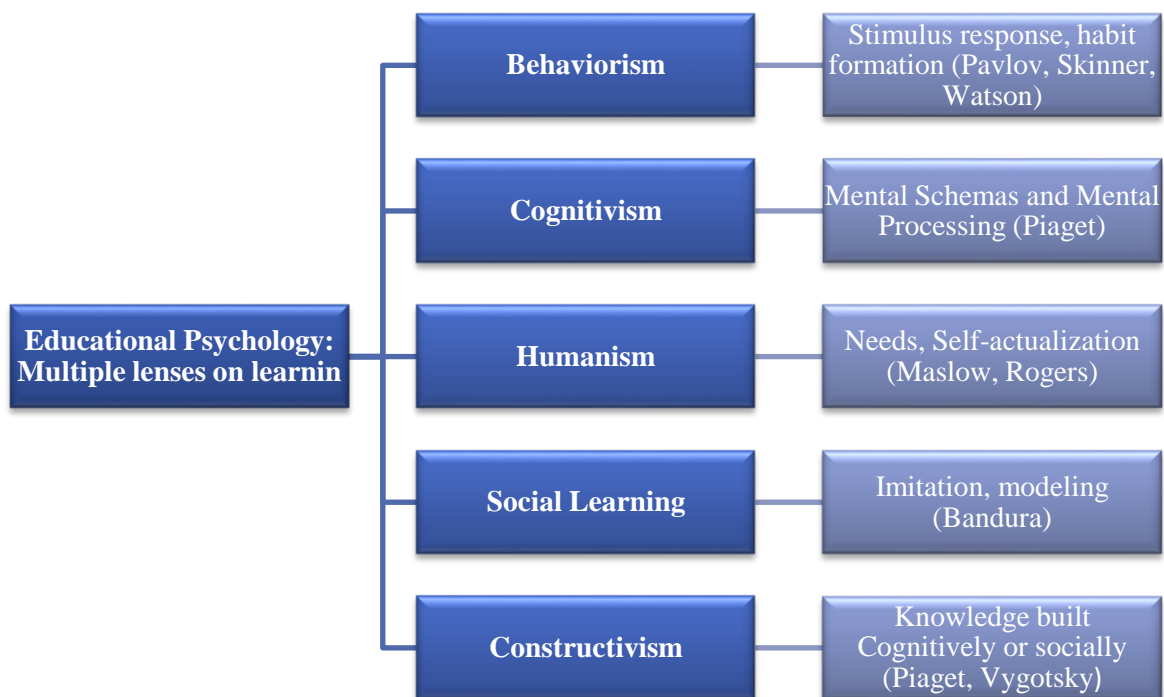 Behaviorism
Stimulus response, habit
formation (Pavlov, Skinner,
Watson)
Cognitivism
Mental Schemas and Mental
Processing (Piaget)
Educational Psychology:
Multiple lenses on learnin
Humanism
Needs, Self-actualization
(Maslow, Rogers)
Social Learning
Imitation, modeling
(Bandura)
Constructivism
Knowledge built
Cognitively or socially
(Piaget, Vygotsky)